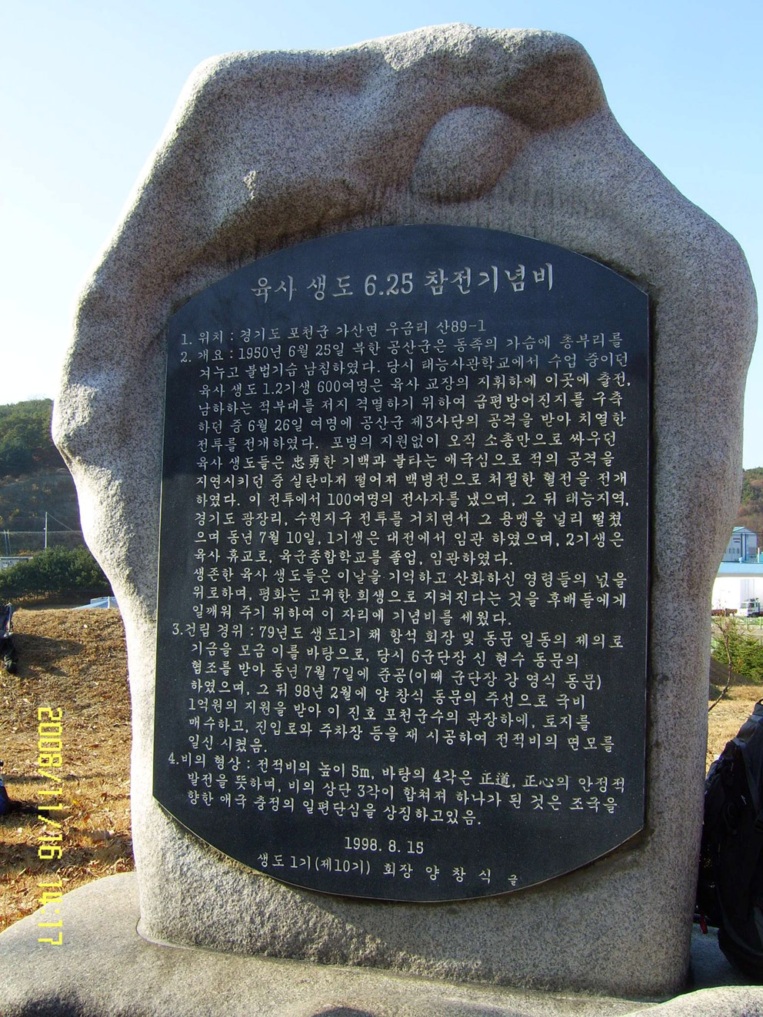 육사 생도 6.25 참전기념비
1. 위치 : 경기도 포천군 가산면 우금리 산89-1
2. 개요 : 1950년 6월 25일 북한 공산군은 동족의 가슴에 총부리를
겨누고 불법기습 남침하였다. 당시 태능사관학교에서 수업 중이던
육사 생도 1.2기생 600여명은 육사 교장의 지휘하에 이곳에 출전,
남하하는 적부대를 저지 격멸하기 위하여 급편방어진지를 구축
하던 중 6월 26일 여명에 공산군 제3사단의 공격을 받아 치열한
전투를 전개하였다. 포병의 지원없이 오직 소총만으로 싸우던
육사 생도들은 忠勇한 기백과 불타는 애국심으로 적의 공격을
지연시키던 중 실탄마저 떨어져 백병전으로 처절한 혈전을 전개
하였다. 이 전투에서 100여명의 전사자를 냈으며, 그 뒤 태능지역,
경기도 광장리, 수원지구 전투를 거치면서 그 용맹을 널리 떨쳤
으며 동년 7월 10일, 1기생은 대전에서 임관 하였으며, 2기생은
육사 휴교로, 육군종합학교를 졸업, 임관하였다.
생존한 육사 생도들은 이날을 기억하고 산화하신 영령들의 넋을
위로하며, 평화는 고귀한 희생으로 지켜진다는 것을 후배들에게
일깨워 주기 위하여 이 자리에 기념비를 세웠다.
3.건립 경위 : 79년도 생도1기 채 항석 회장 및 동문 일동의 제의로
기금을 모금 이를 바탕으로, 당시 6군단장 신 현수 동문의
협조를 받아 동년 7월 7일에 준공(이때 군단장 강 영식 동문)
하였으며, 그 뒤 98년 2월에 양 창식 동문의 주선으로 국비
1억원의 지원을 받아 이 진호 포천군수의 관장하에, 토지를
매수하고, 진입로와 주차장 등을 재 시공하여 전적비의 면모를
일신 시켰음.
4.비의 형상 : 전적비의 높이 5m, 바탕의 4각은 正道, 正心의 안정적
발전을 뜻하며, 비의 상단 3각이 합쳐져 하나가 된 것은 조국을
향한 애국 충정의 일편단심을 상징하고있음.
1998. 8. 15
생도 1기(제10기) 회장 양 창 식 글
2008/11/16 14:17